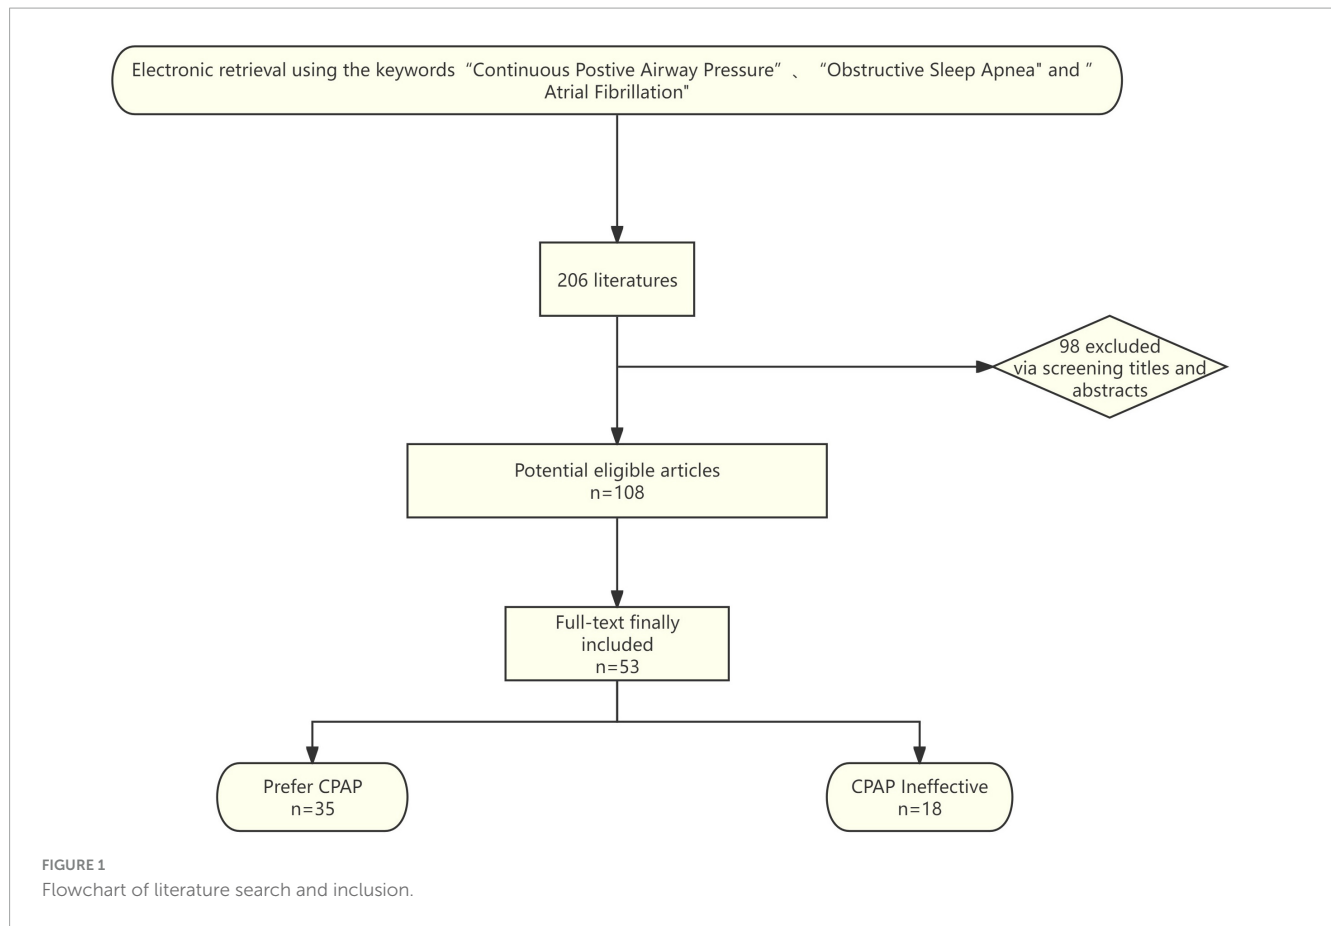 Electronic retrieval using the keywords “Continuous Postive Airway Pressure” 、 “Obstructive Sleep Apnea" and ”
Atrial Fibrillation"
206 literatures
98 excluded
via screening titles and
abstracts
Potential eligible articles
n=108
Full-text finally
included
n=53
Prefer CPAP
n=35
CPAP Ineffective
n=18
FIGURE 1
Flowchart of literature search and inclusion.